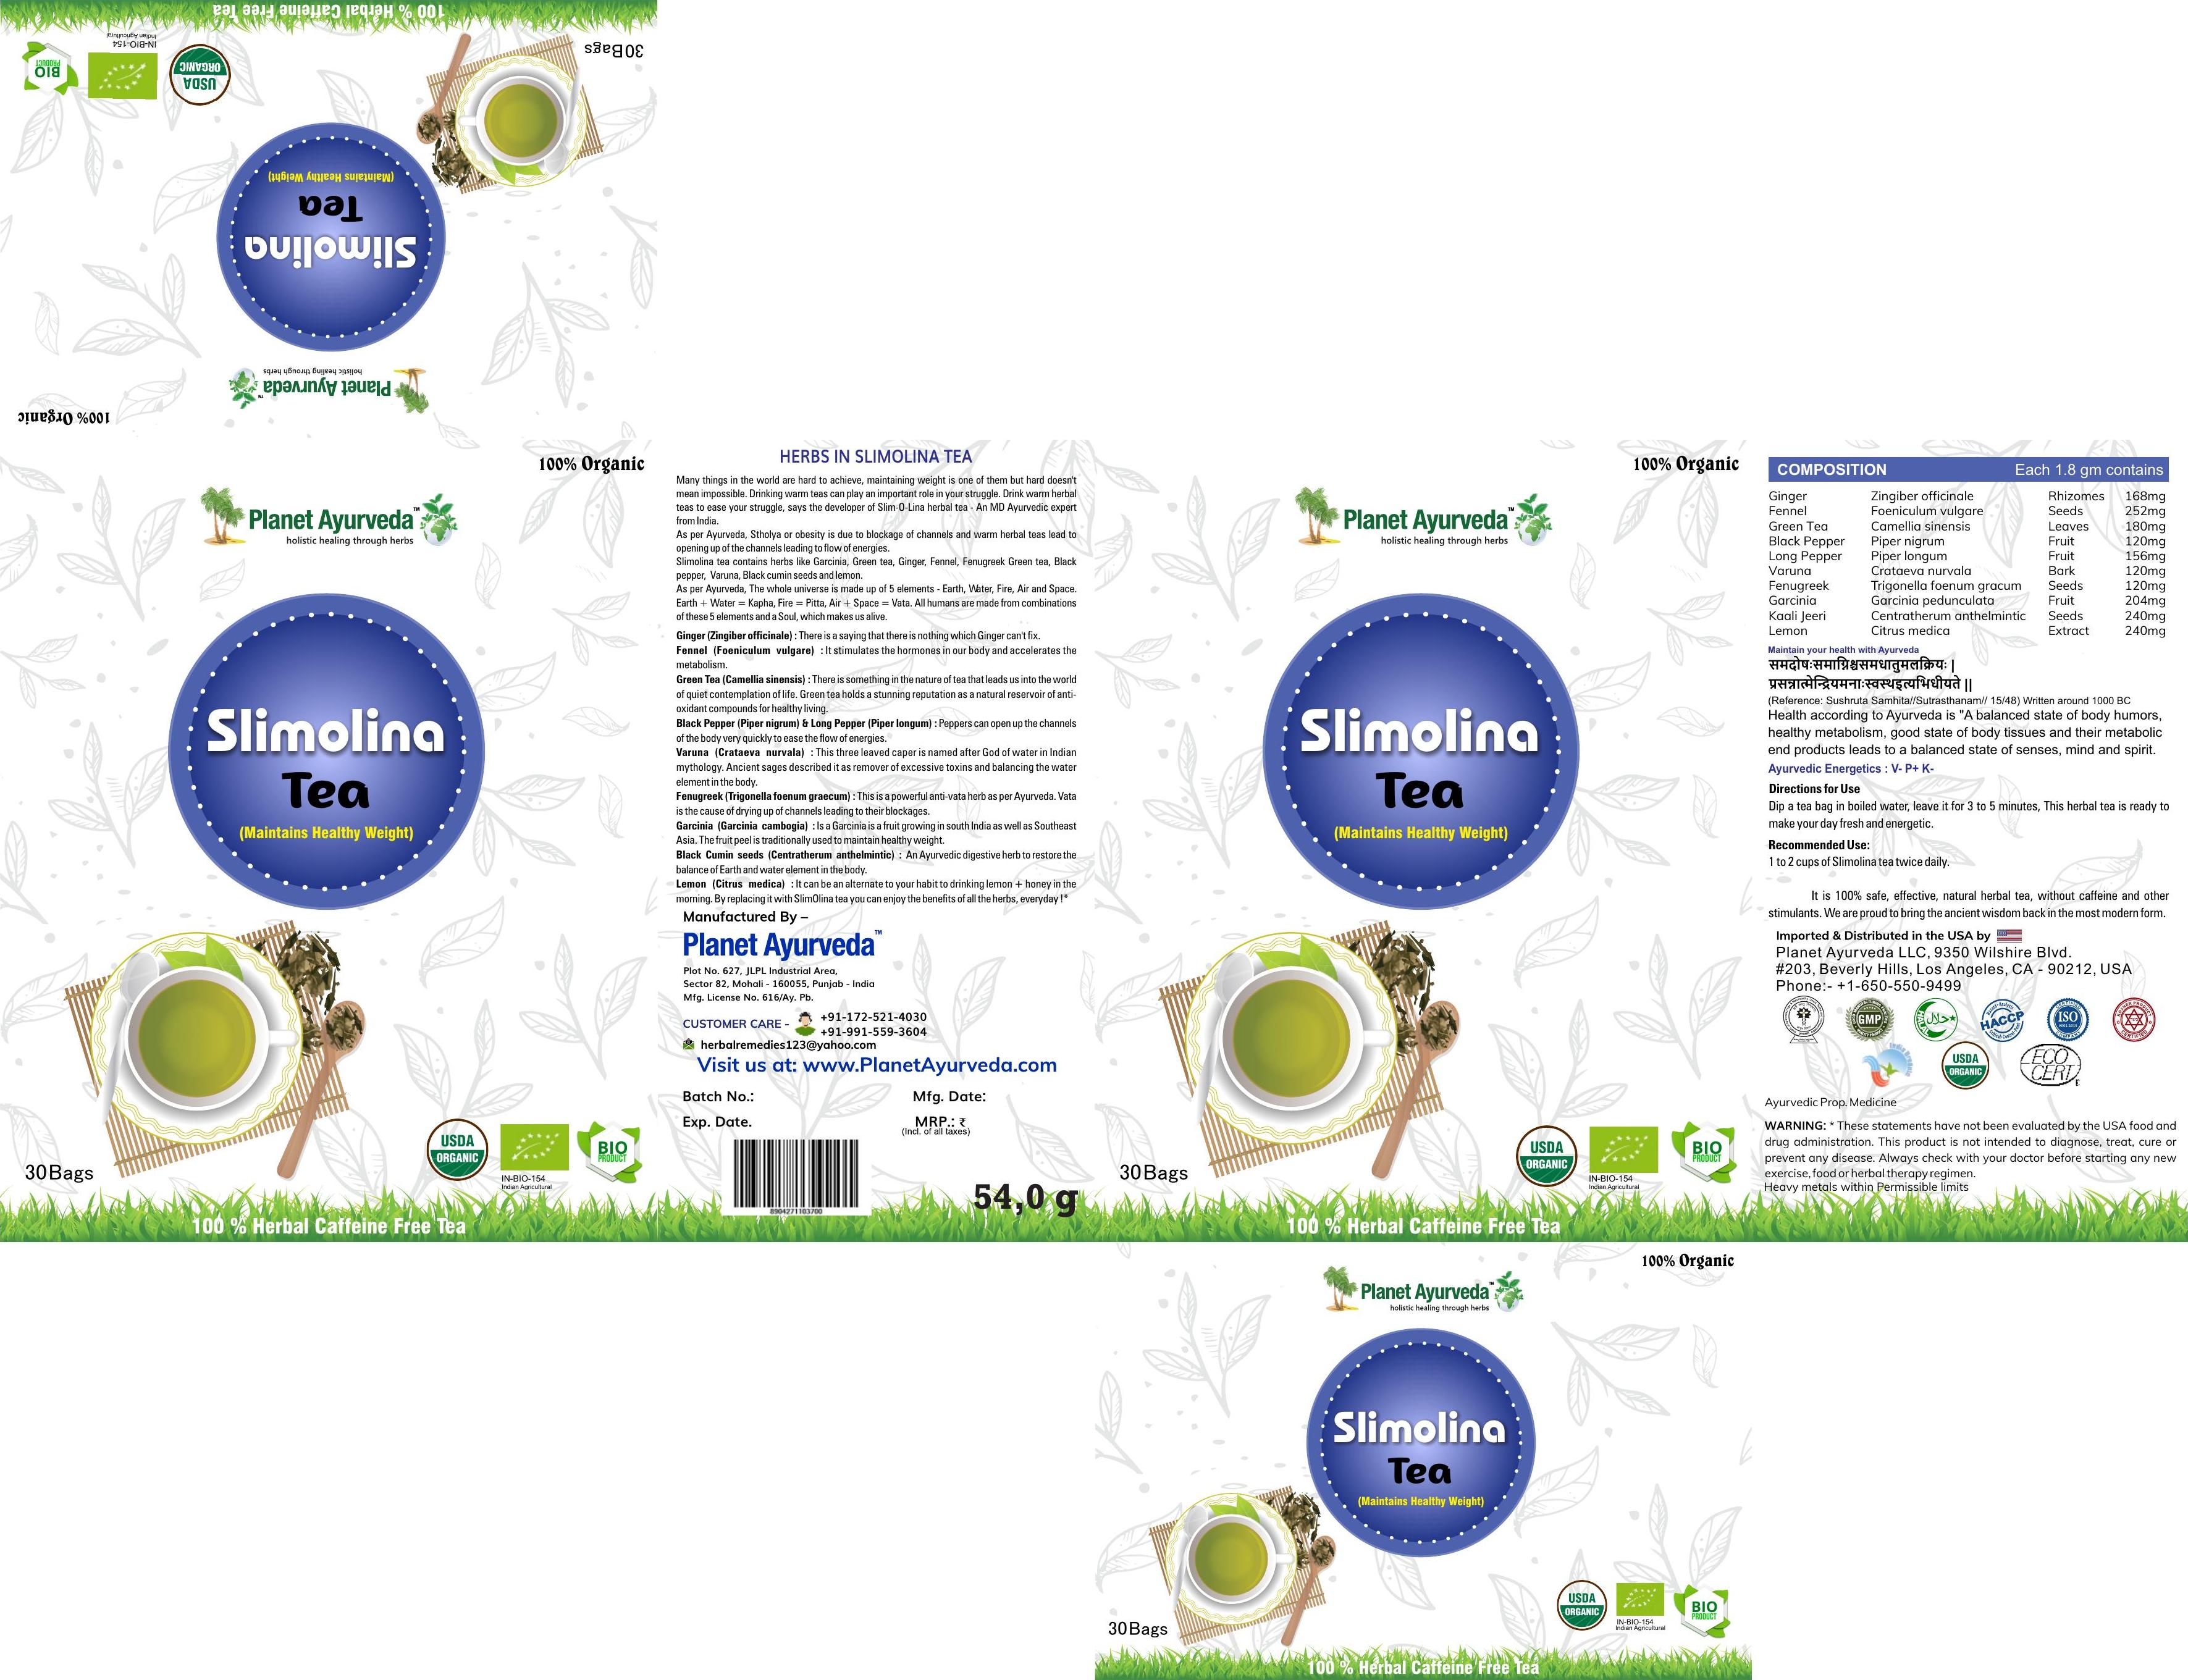 100 % Herbal Caffeine Free Tea
30Bags
USDA
ORGANIC
IN-BIO-154
Indian Agricultural
BIO
PRODUCT
(Maintains Healthy Weight)
Tea
Slimolina
Planet Ayurveda™
holistic healing through herbs
100% Organic
100% Organic
Planet Ayurveda™
holistic healing through herbs
Slimolina
Tea
(Maintains Healthy Weight)
30Bags
USDA
ORGANIC
IN-BIO-154
Indian Agricultural
BIO
PRODUCT
100 % Herbal Caffeine Free Tea
HERBS IN SLIMOLINA TEA
Many things in the world are hard to achieve, maintaining weight is one of them but hard doesn't
mean impossible. Drinking warm teas can play an important role in your struggle. Drink warm herbal
teas to ease your struggle, says the developer of Slim-O-Lina herbal tea - An MD Ayurvedic expert
from India.
As per Ayurveda, Stholya or obesity is due to blockage of channels and warm herbal teas lead to
opening up of the channels leading to flow of energies.
Slimolina tea contains herbs like Garcinia, Green tea, Ginger, Fennel, Fenugreek Green tea, Black
pepper, Varuna, Black cumin seeds and lemon.
As per Ayurveda, The whole universe is made up of 5 elements - Earth, Water, Fire, Air and Space.
Earth + Water = Kapha, Fire = Pitta, Air + Space = Vata. All humans are made from combinations
of these 5 elements and a Soul, which makes us alive.
Ginger (Zingiber officinale) : There is a saying that there is nothing which Ginger can't fix.
Fennel (Foeniculum vulgare) : It stimulates the hormones in our body and accelerates the
metabolism.
Green Tea (Camellia sinensis) : There is something in the nature of tea that leads us into the world
of quiet contemplation of life. Green tea holds a stunning reputation as a natural reservoir of anti-
oxidant compounds for healthy living.
Black Pepper (Piper nigrum) & Long Pepper (Piper longum) : Peppers can open up the channels
of the body very quickly to ease the flow of energies.
Varuna (Crataeva nurvala) : This three leaved caper is named after God of water in Indian
mythology. Ancient sages described it as remover of excessive toxins and balancing the water
element in the body.
Fenugreek (Trigonella foenum graecum) : This is a powerful anti-vata herb as per Ayurveda. Vata
is the cause of drying up of channels leading to their blockages.
Garcinia (Garcinia cambogia) : Is a Garcinia is a fruit growing in south India as well as Southeast
Asia. The fruit peel is traditionally used to maintain healthy weight.
Black Cumin seeds (Centratherum anthelmintic) : An Ayurvedic digestive herb to restore the
balance of Earth and water element in the body.
Lemon (Citrus medica) : It can be an alternate to your habit to drinking lemon + honey in the
morning. By replacing it with SlimOlina tea you can enjoy the benefits of all the herbs, everyday !*
Manufactured By –
Planet Ayurveda™
Plot No. 627, JLPL Industrial Area,
Sector 82, Mohali - 160055, Punjab - India
Mfg. License No. 616/Ay. Pb.
CUSTOMER CARE - +91-172-521-4030
+91-991-559-3604
herbalremedies123@yahoo.com
Visit us at: www.PlanetAyurveda.com
Batch No.: Mfg. Date:
Exp. Date. MRP.: ₹
(Incl. of all taxes)
8904271103700
54,0 g
100% Organic
Planet Ayurveda™
holistic healing through herbs
Slimolina
Tea
(Maintains Healthy Weight)
30Bags
USDA
ORGANIC
IN-BIO-154
Indian Agricultural
BIO
PRODUCT
100 % Herbal Caffeine Free Tea
COMPOSITION Each 1.8 gm contains
Ginger Zingiber officinale Rhizomes 168mg
Fennel Foeniculum vulgare Seeds 252mg
Green Tea Camellia sinensis Leaves 180mg
Black Pepper Piper nigrum Fruit 120mg
Long Pepper Piper longum Fruit 156mg
Varuna Crataeva nurvala Bark 120mg
Fenugreek Trigonella foenum gracum Seeds 120mg
Garcinia Garcinia pedunculata Fruit 204mg
Kaali Jeeri Centratherum anthelmintic Seeds 240mg
Lemon Citrus medica Extract 240mg
Maintain your health with Ayurveda
समदोषःसमाग्निश्चसमधातुमलक्रियः |
प्रसन्नात्मेन्द्रियमनाःस्वस्थइत्यभिधीयते ||
(Reference: Sushruta Samhita//Sutrasthanam// 15/48) Written around 1000 BC
Health according to Ayurveda is "A balanced state of body humors,
healthy metabolism, good state of body tissues and their metabolic
end products leads to a balanced state of senses, mind and spirit.
Ayurvedic Energetics : V- P+ K-
Directions for Use
Dip a tea bag in boiled water, leave it for 3 to 5 minutes, This herbal tea is ready to
make your day fresh and energetic.
Recommended Use:
1 to 2 cups of Slimolina tea twice daily.
It is 100% safe, effective, natural herbal tea, without caffeine and other
stimulants. We are proud to bring the ancient wisdom back in the most modern form.
Imported & Distributed in the USA by
Planet Ayurveda LLC, 9350 Wilshire Blvd.
#203, Beverly Hills, Los Angeles, CA - 90212, USA
Phone:- +1-650-550-9499
GMP
HACCP
ISO
USDA
ORGANIC
ECO
CERT
Ayurvedic Prop. Medicine
WARNING: * These statements have not been evaluated by the USA food and
drug administration. This product is not intended to diagnose, treat, cure or
prevent any disease. Always check with your doctor before starting any new
exercise, food or herbal therapy regimen.
Heavy metals within Permissible limits
100% Organic
Planet Ayurveda™
holistic healing through herbs
Slimolina
Tea
(Maintains Healthy Weight)
30Bags
USDA
ORGANIC
IN-BIO-154
Indian Agricultural
BIO
PRODUCT
100 % Herbal Caffeine Free Tea